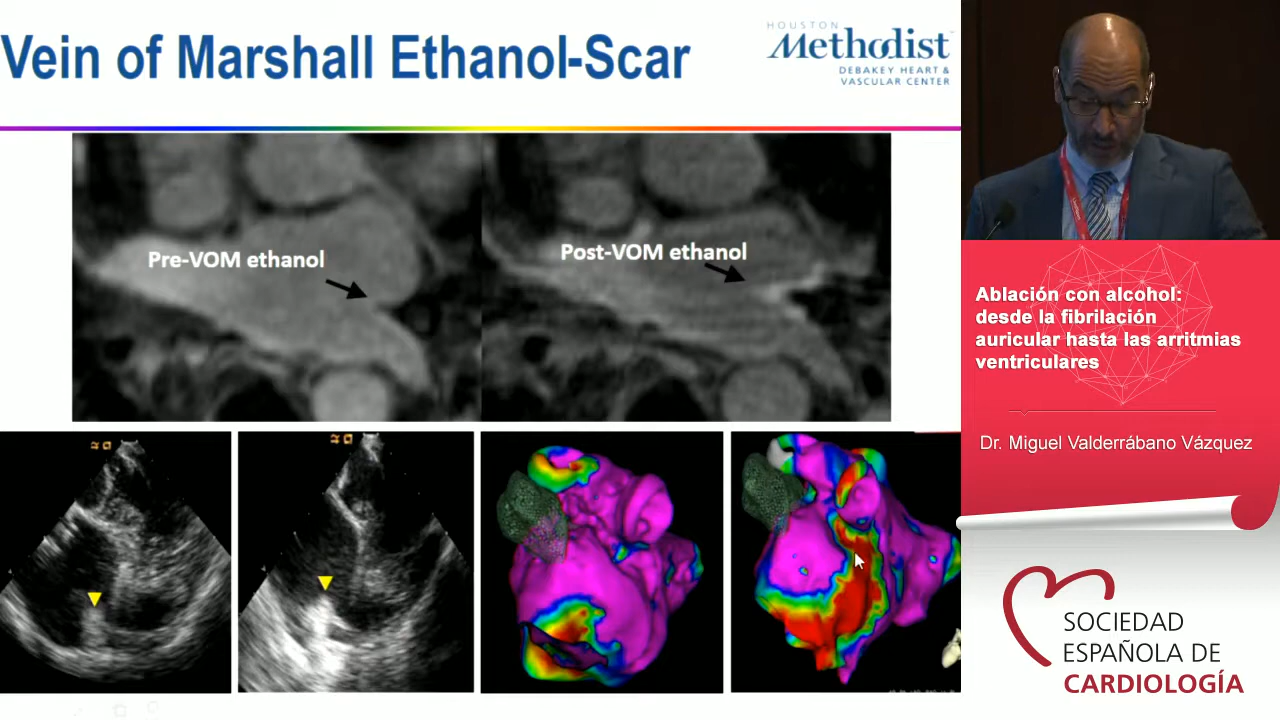 Vein of Marshall Ethanol-Scar
HOUSTON
Methodist
DEBAKEY HEART &
VASCULAR CENTER
Pre-VOM ethanol
Post-VOM ethanol
Ablación con alcohol:
desde la fibrilación
auricular hasta las arritmias
ventriculares
Dr. Miguel Valderrábano Vázquez
SOCIEDAD
ESPAÑOLA DE
CARDIOLOGÍA